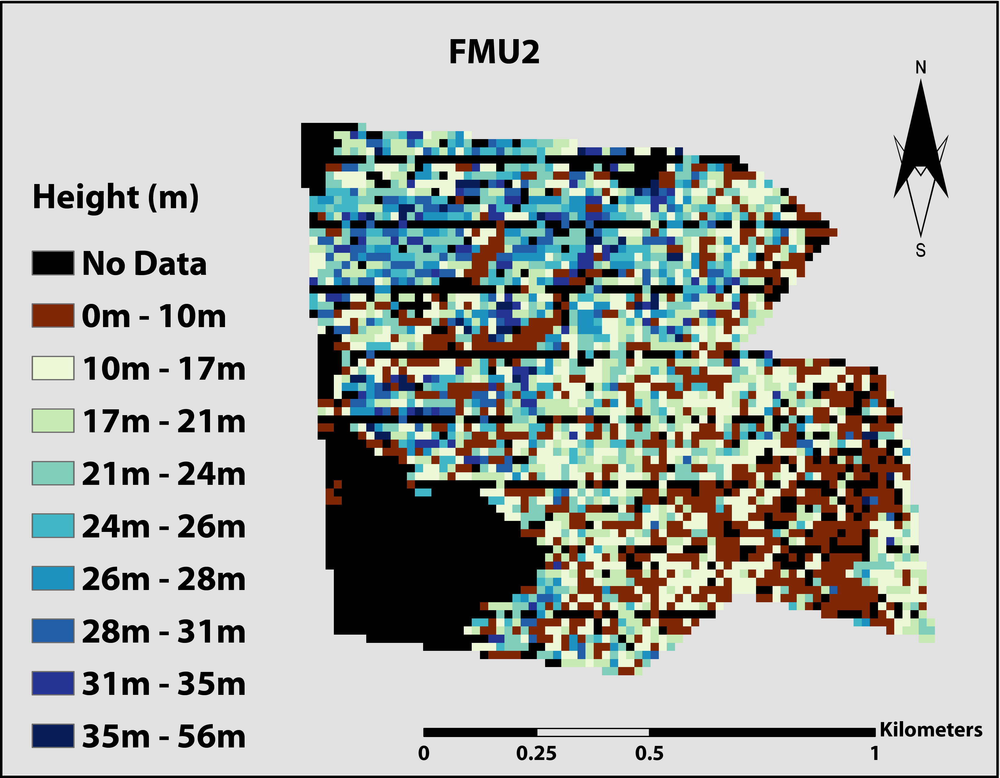 FMU2
N
S
Height (m)
No Data
0m - 10m
10m - 17m
17m - 21m
21m - 24m
24m - 26m
26m - 28m
28m - 31m
31m - 35m
35m - 56m
Kilometers
0 0.25 0.5 1